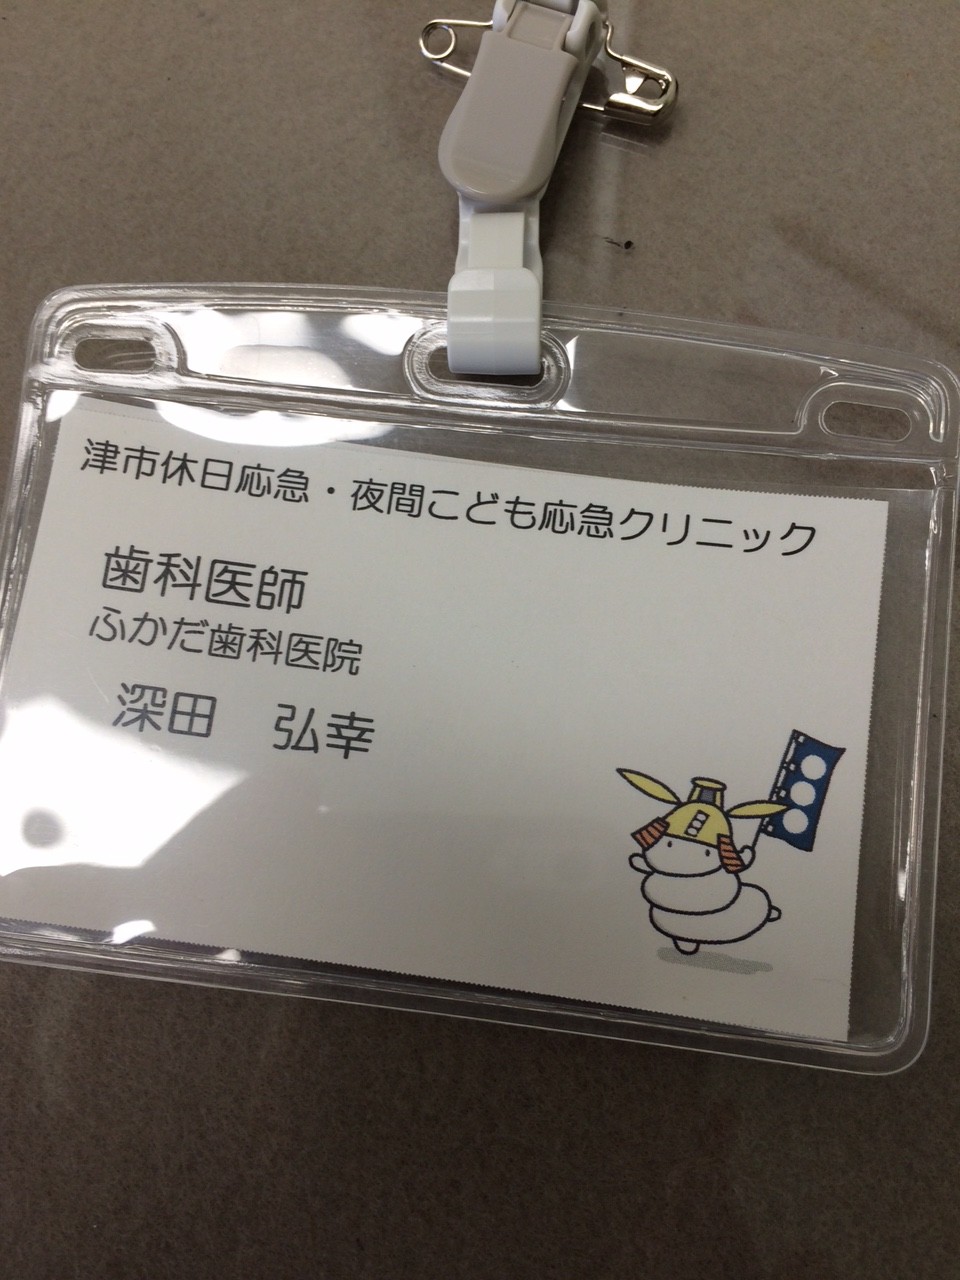 津市休日応急・夜間こども応急クリニック
歯科医師
ふかだ歯科医院
深田　弘幸